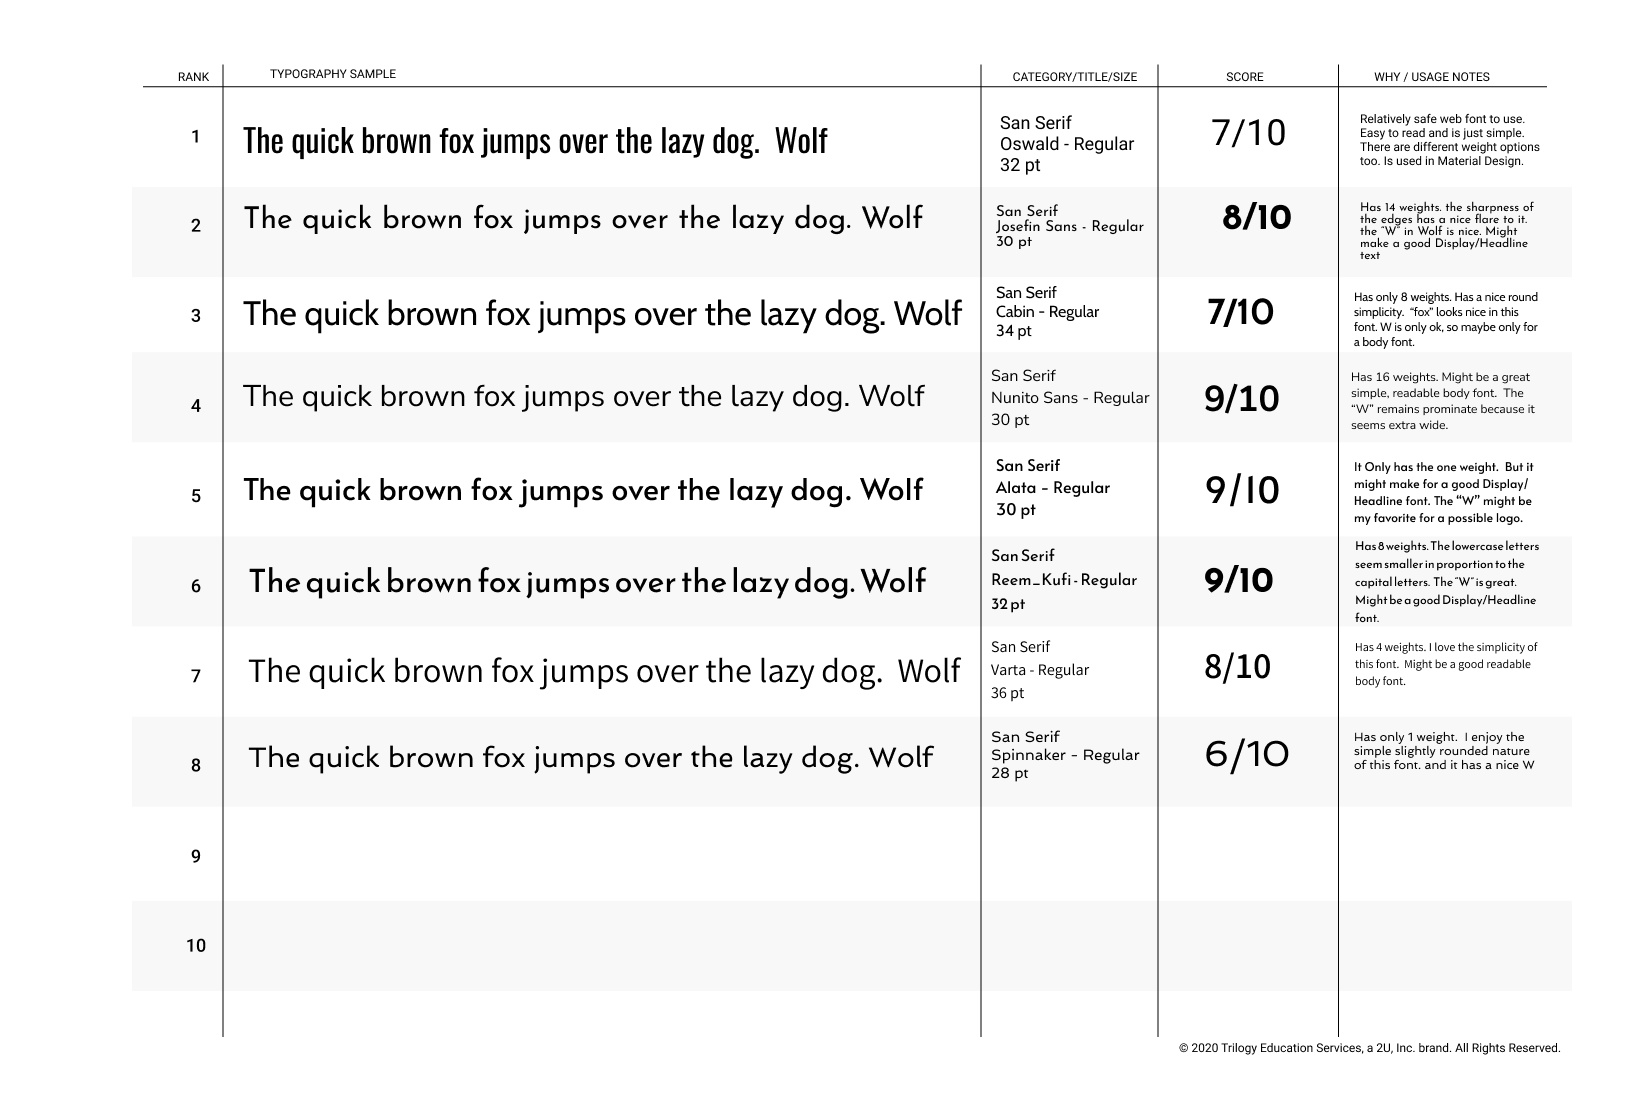 RANK TYPOGRAPHY SAMPLE CATEGORY/TITLE/SIZE SCORE WHY / USAGE NOTES
1
The quick brown fox jumps over the lazy dog.  Wolf
San Serif
Oswald - Regular
32 pt
7/10
Relatively safe web font to use.
Easy to read and is just simple.
There are different weight options
too. Is used in Material Design.
2
The quick brown fox jumps over the lazy dog. Wolf
San Serif
Josefin Sans - Regular
30 pt
8/10
Has 14 weights. the sharpness of
the edges has a nice flare to it.
the "W" in Wolf is nice. Might
make a good Display/Headline
text
3
The quick brown fox jumps over the lazy dog. Wolf
San Serif
Cabin - Regular
34 pt
7/10
Has only 8 weights. Has a nice round
simplicity.  "fox" looks nice in this
font. W is only ok, so maybe only for
a body font.
4
The quick brown fox jumps over the lazy dog. Wolf
San Serif
Nunito Sans - Regular
30 pt
9/10
Has 16 weights. Might be a great
simple, readable body font.  The
“W” remains prominate because it
seems extra wide.
5
The quick brown fox jumps over the lazy dog. Wolf
San Serif
Alata - Regular
30 pt
9/10
It Only has the one weight.  But it
might make for a good Display/
Headline font. The “W” might be
my favorite for a possible logo.
6
The quick brown fox jumps over the lazy dog. Wolf
San Serif
Reem_Kufi - Regular
32 pt
9/10
Has 8 weights. The lowercase letters
seem smaller in proportion to the
capital letters. The "W" is great.
Might be a good Display/Headline
font.
7
The quick brown fox jumps over the lazy dog.  Wolf
San Serif
Varta - Regular
36 pt
8/10
Has 4 weights. I love the simplicity of
this font.  Might be a good readable
body font.
8
The quick brown fox jumps over the lazy dog. Wolf
San Serif
Spinnaker - Regular
28 pt
6/10
Has only 1 weight.  I enjoy the
simple slightly rounded nature
of this font. and it has a nice W
9
10
© 2020 Trilogy Education Services, a 2U, Inc. brand. All Rights Reserved.